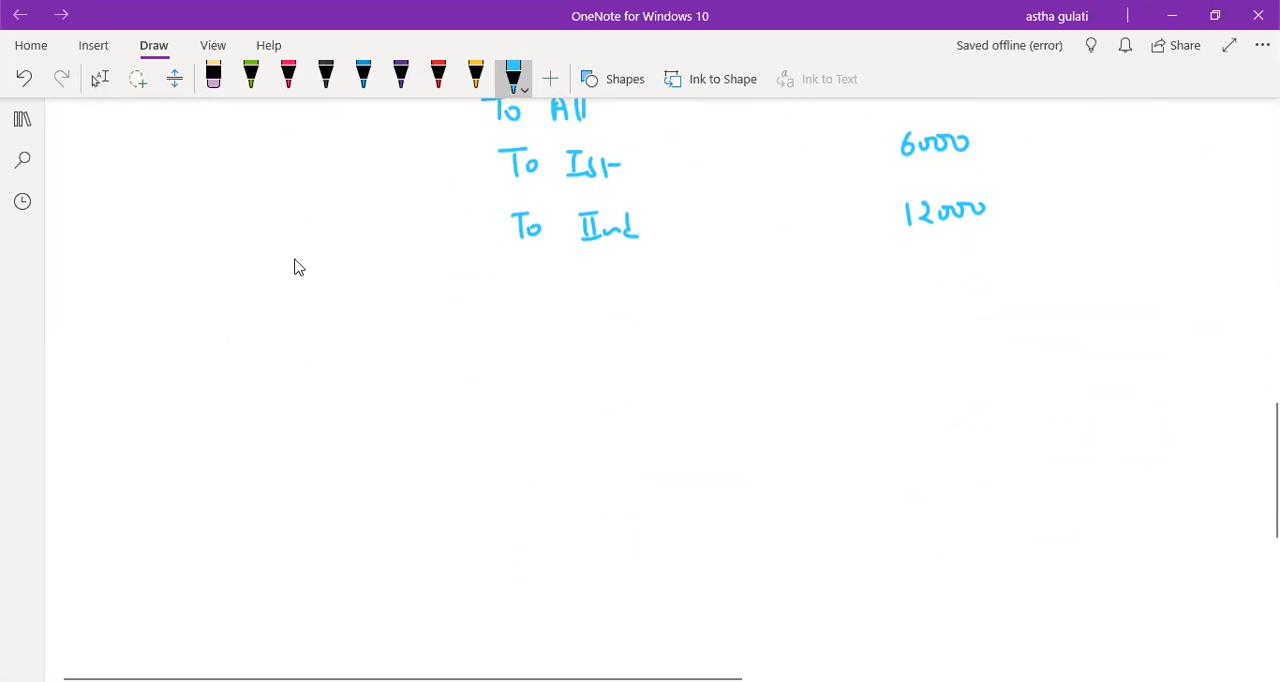 OneNote for Windows 10
astha gulati
Home Insert Draw View Help
Saved offline (error) Share
Shapes Ink to Shape Ink to Text
To All
6000
To Ist
12000
To IInd